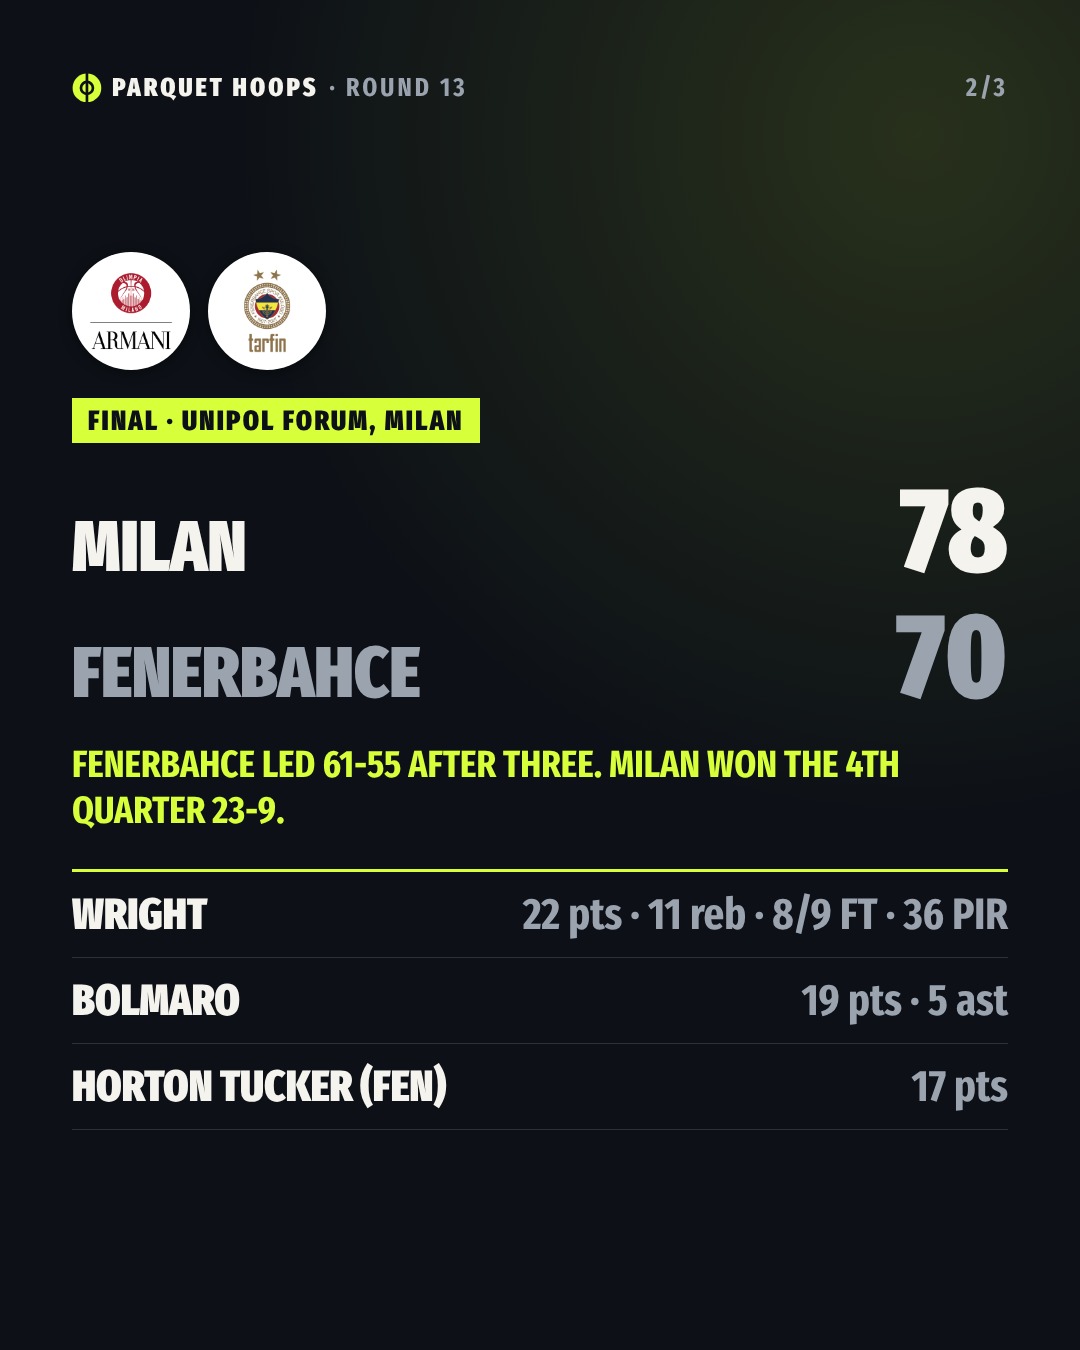 PARQUET HOOPS · ROUND 13
2/3
OLIMPIA
MILANO
ARMANI
tarfin
FINAL · UNIPOL FORUM, MILAN
MILAN 78
FENERBAHCE 70
FENERBAHCE LED 61-55 AFTER THREE. MILAN WON THE 4TH
QUARTER 23-9.
WRIGHT 22 pts · 11 reb · 8/9 FT · 36 PIR
BOLMARO 19 pts · 5 ast
HORTON TUCKER (FEN) 17 pts